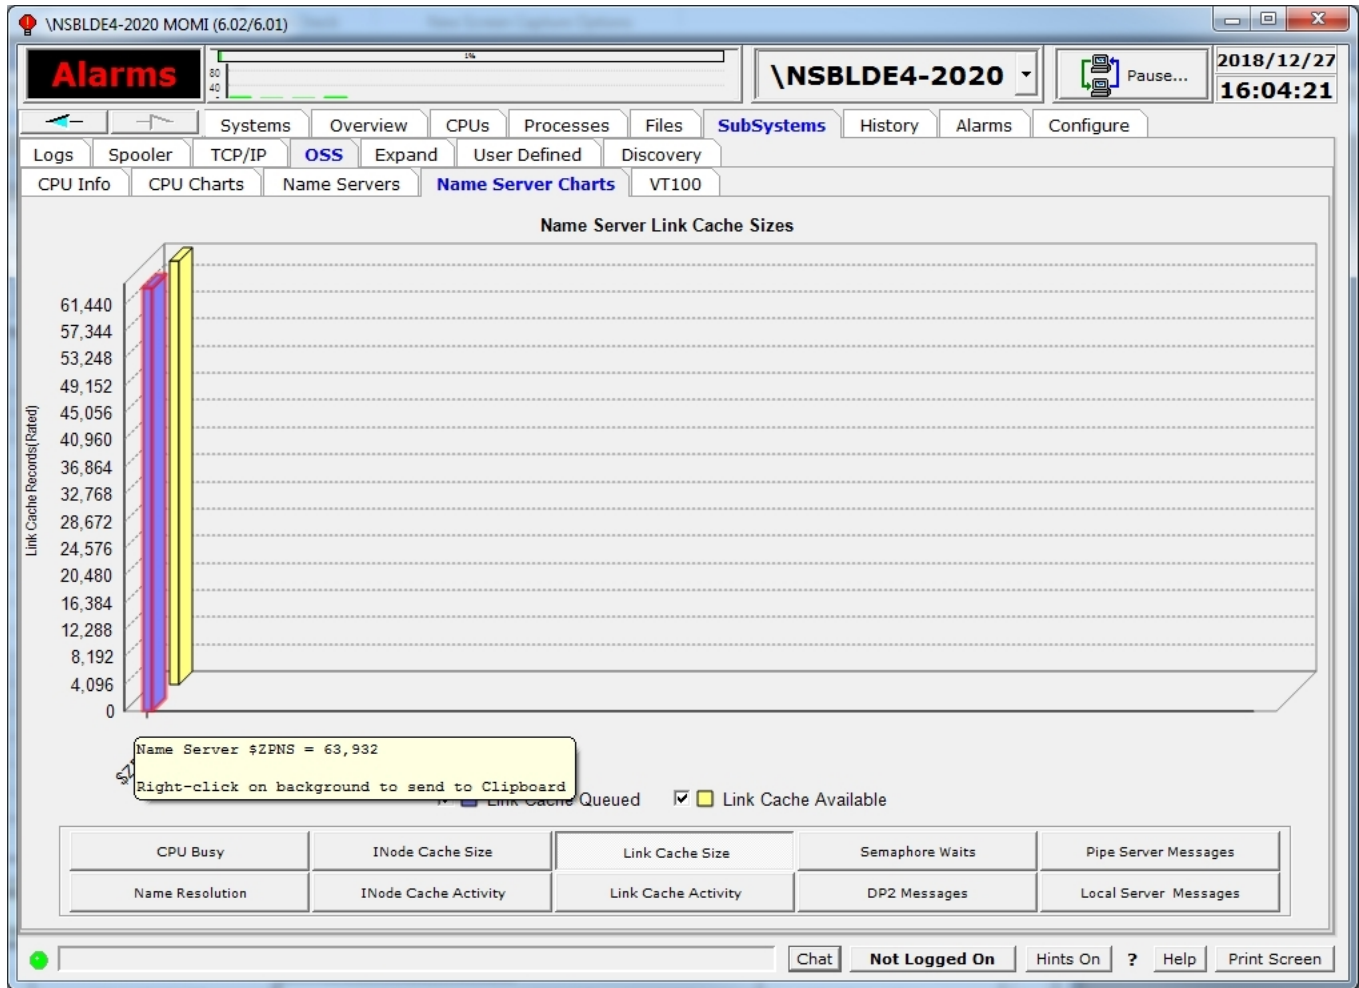 \NSBLDE4-2020 MOMI (6.02/6.01)
Alarms
80
40
1%
\NSBLDE4-2020
Pause...
2018/12/27
16:04:21
Systems Overview CPUs Processes Files SubSystems History Alarms Configure
Logs Spooler TCP/IP OSS Expand User Defined Discovery
CPU Info CPU Charts Name Servers Name Server Charts VT100
Name Server Link Cache Sizes
Link Cache Records(Rated)
61,440
57,344
53,248
49,152
45,056
40,960
36,864
32,768
28,672
24,576
20,480
16,384
12,288
8,192
4,096
0
Name Server $ZPNS = 63,932
Right-click on background to send to Clipboard
Link Cache Queued Link Cache Available
CPU Busy INode Cache Size Link Cache Size Semaphore Waits Pipe Server Messages
Name Resolution INode Cache Activity Link Cache Activity DP2 Messages Local Server Messages
Chat Not Logged On Hints On ? Help Print Screen